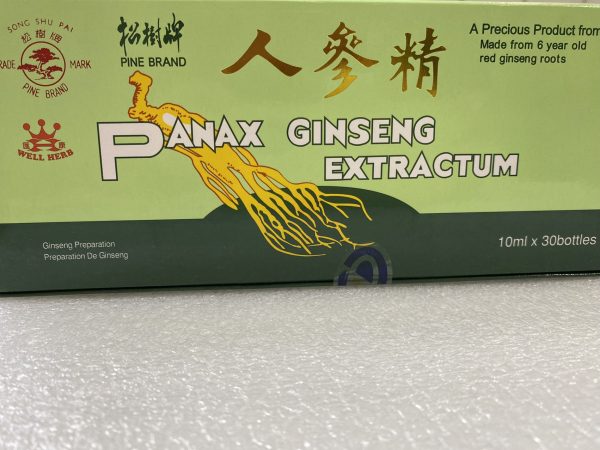 SONG SHU PAI
松樹牌
TRADE MARK
PINE BRAND
松樹牌
PINE BRAND
人參精
A Precious Product from
Made from 6 year old
red ginseng roots
WELL HERB
PANAX GINSENG
EXTRACTUM
Ginseng Preparation
Preparation De Ginseng
10ml x 30bottles